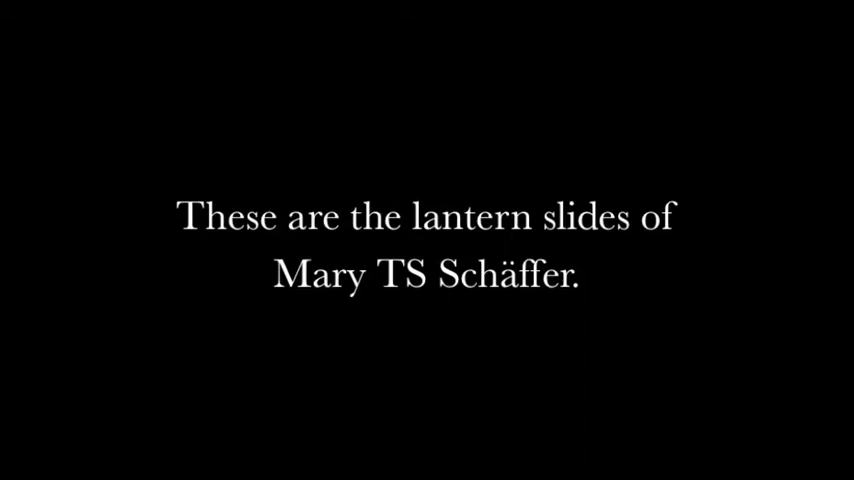 These are the lantern slides of
Mary TS Schäffer.